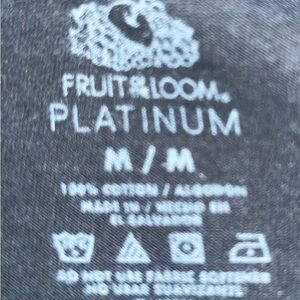 FRUIT OF THE LOOM®
PLATINUM
M / M
100% COTTON / ALGODON
MADE IN / HECHO EN
EL SALVADOR
DO NOT USE FABRIC SOFTENER
NO USAR SUAVIZANTE